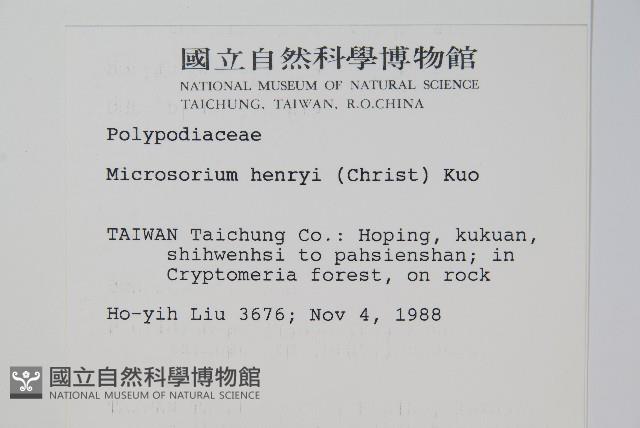 國立自然科學博物館
NATIONAL MUSEUM OF NATURAL SCIENCE
TAICHUNG, TAIWAN, R.O.CHINA
Polypodiaceae
Microsorium henryi (Christ) Kuo
TAIWAN Taichung Co.: Hoping, kukuan,
shihwenhsi to pahsienshan; in
Cryptomeria forest, on rock
Ho-yih Liu 3676; Nov 4, 1988
國立自然科學博物館
NATIONAL MUSEUM OF NATURAL SCIENCE